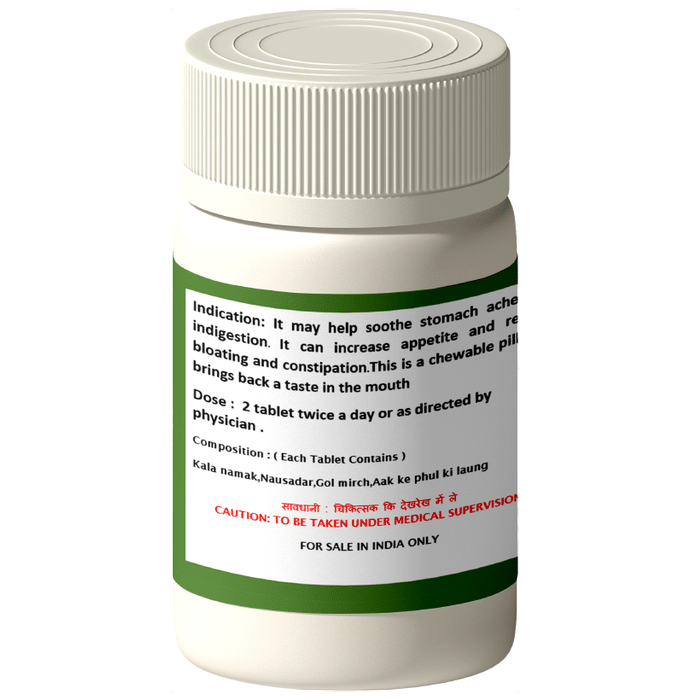 Indication: It may help soothe stomach ache
indigestion. It can increase appetite and
bloating and constipation.This is a chewable pill
brings back a taste in the mouth
Dose : 2 tablet twice a day or as directed by
physician .
Composition : ( Each Tablet Contains )
Kala namak,Nausadar,Gol mirch,Aak ke phul ki laung
सावधानी : चिकित्सक कि देखरेख में ले
CAUTION: TO BE TAKEN UNDER MEDICAL SUPERVISION
FOR SALE IN INDIA ONLY